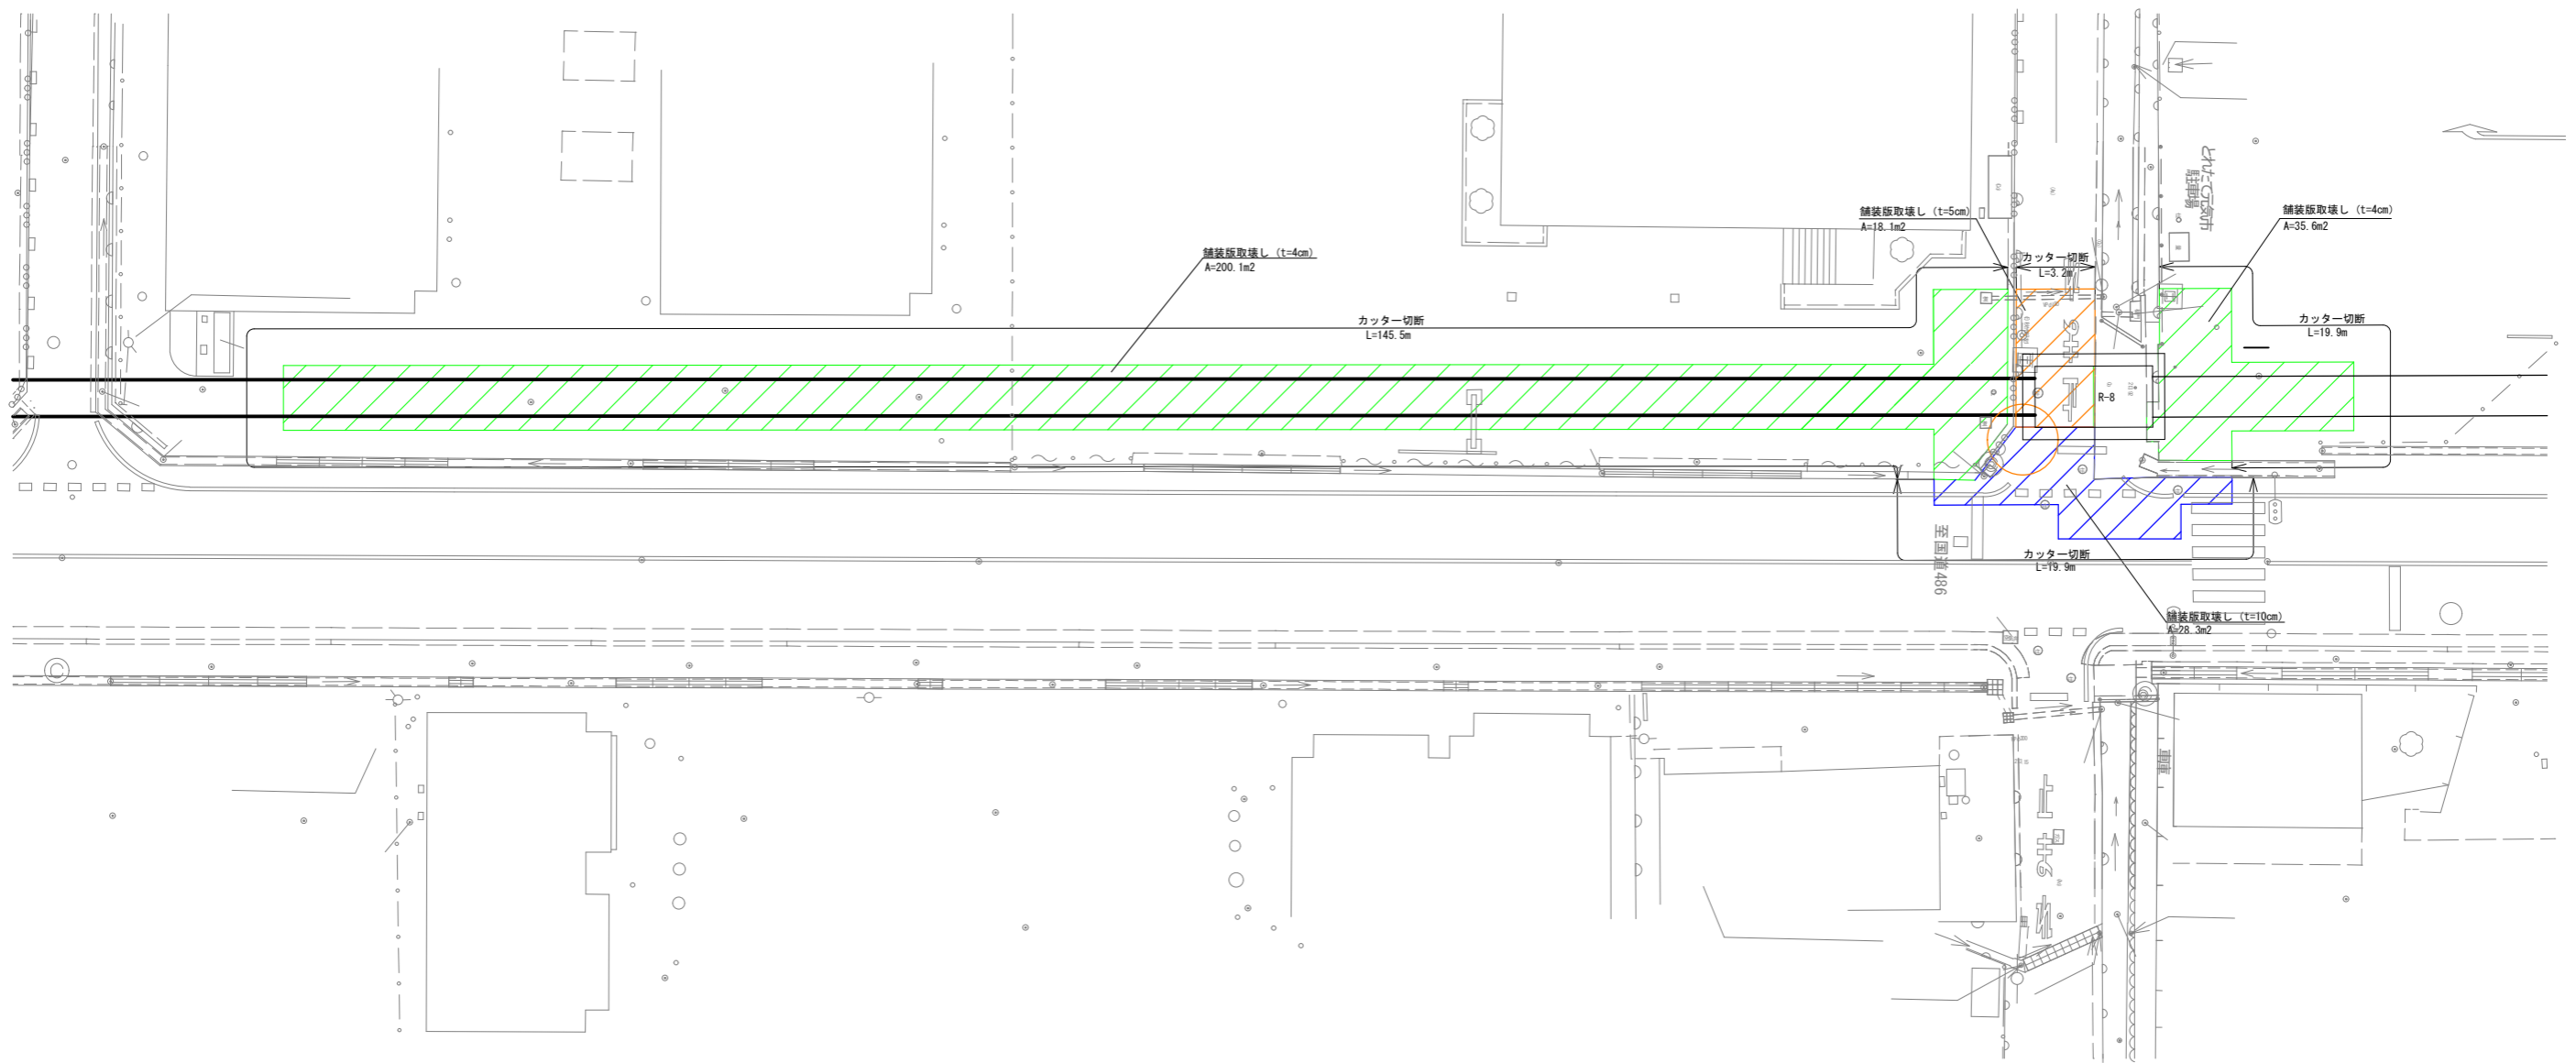 舗装版取壊し (t=5cm)
A=18.1m2
舗装版取壊し (t=4cm)
A=35.6m2
舗装版取壊し (t=4cm)
A=200.1m2
カッター切断
L=3.2m
カッター切断
L=145.5m
カッター切断
L=19.9m
駐車場
R-8
至国道486
カッター切断
L=19.9m
舗装版取壊し (t=10cm)
A=28.3m2